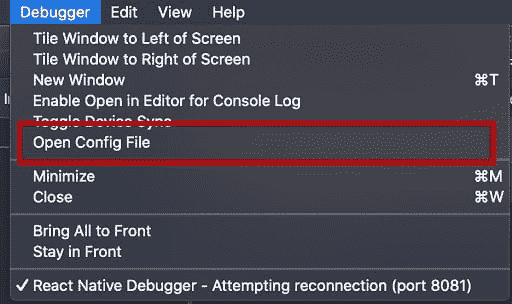 Debugger Edit View Help
Tile Window to Left of Screen
Tile Window to Right of Screen
New Window ⌘T
Enable Open in Editor for Console Log
Toggle Device Sync
Open Config File
Minimize ⌘M
Close ⌘W
Bring All to Front
Stay in Front
✓ React Native Debugger - Attempting reconnection (port 8081)